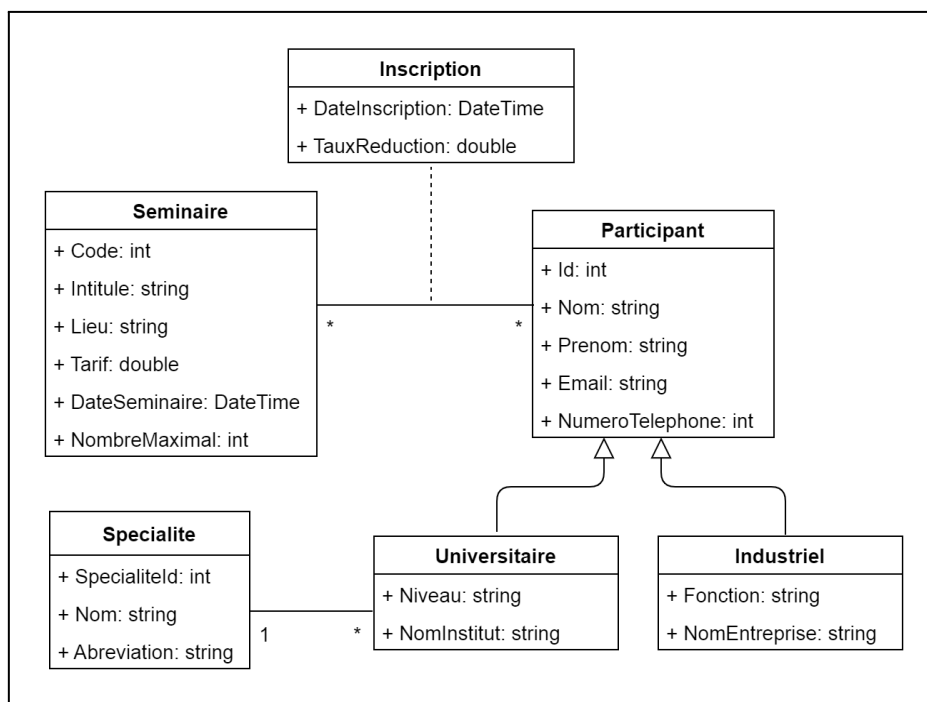 Inscription
+ DateInscription: DateTime
+ TauxReduction: double
Seminaire
+ Code: int
+ Intitule: string
+ Lieu: string
+ Tarif: double
+ DateSeminaire: DateTime
+ NombreMaximal: int
*
*
Participant
+ Id: int
+ Nom: string
+ Prenom: string
+ Email: string
+ NumeroTelephone: int
Specialite
+ SpecialiteId: int
+ Nom: string
+ Abreviation: string
1
*
Universitaire
+ Niveau: string
+ NomInstitut: string
Industriel
+ Fonction: string
+ NomEntreprise: string